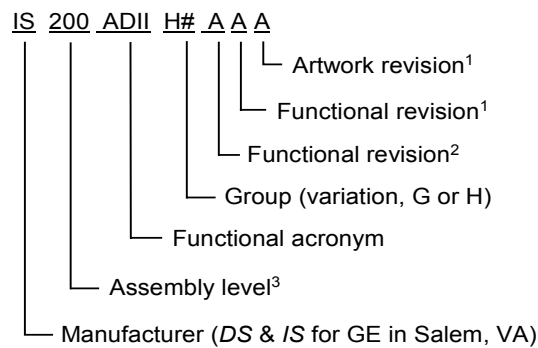 IS 200 ADII H# A A A
Artwork revision¹
Functional revision¹
Functional revision²
Group (variation, G or H)
Functional acronym
Assembly level³
Manufacturer (DS & IS for GE in Salem, VA)